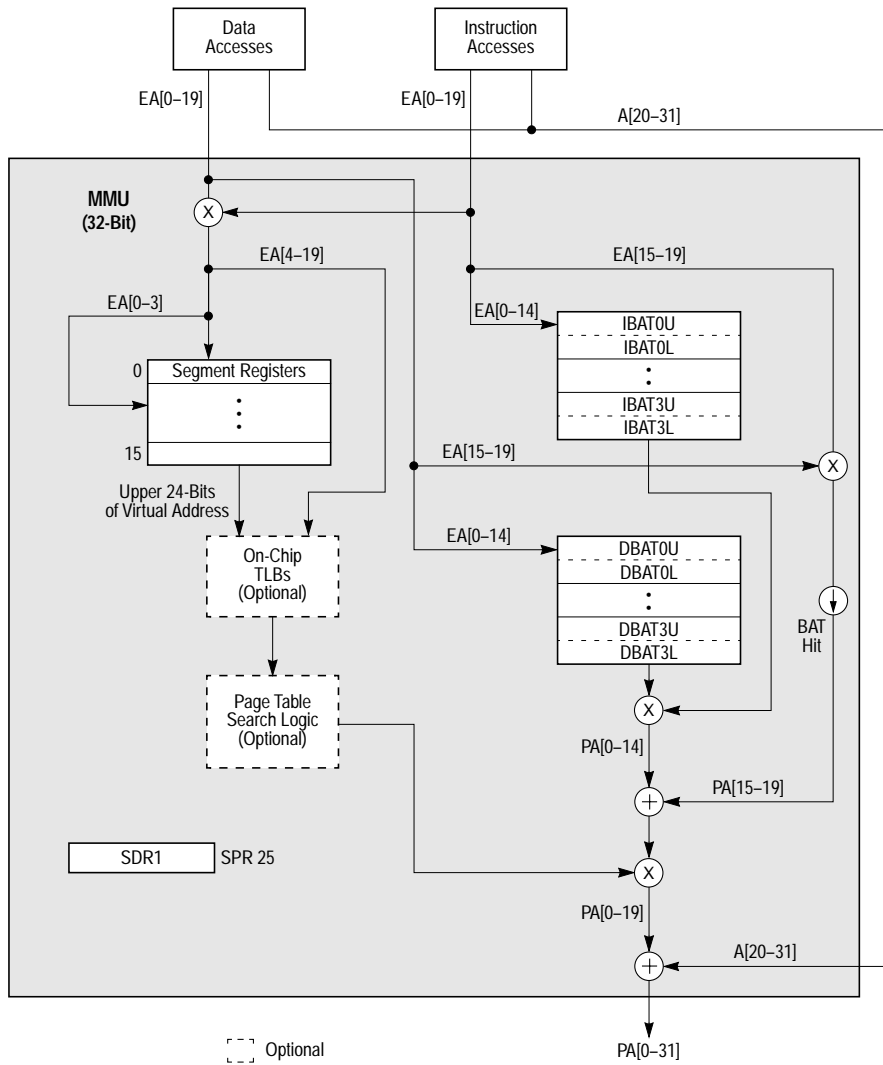 Data
Accesses
Instruction
Accesses
EA[0–19]
EA[0–19]
A[20–31]
MMU
(32-Bit)
X
EA[4–19]
EA[15–19]
EA[0–3]
EA[0–14]
IBAT0U
IBAT0L
IBAT3U
IBAT3L
0
Segment Registers
15
EA[15–19]
X
Upper 24-Bits
of Virtual Address
EA[0–14]
On-Chip
TLBs
(Optional)
DBAT0U
DBAT0L
DBAT3U
DBAT3L
BAT
Hit
Page Table
Search Logic
(Optional)
X
PA[0–14]
PA[15–19]
+
SDR1
SPR 25
X
PA[0–19]
A[20–31]
+
Optional
PA[0–31]